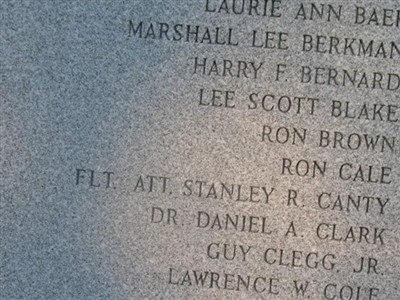 LAURIE ANN BAER
MARSHALL LEE BERKMAN
HARRY F. BERNARD
LEE SCOTT BLAKE
RON BROWN
RON CALE
FLT. ATT. STANLEY R. CANTY
DR. DANIEL A. CLARK
GUY CLEGG, JR.
LAWRENCE W. COLE